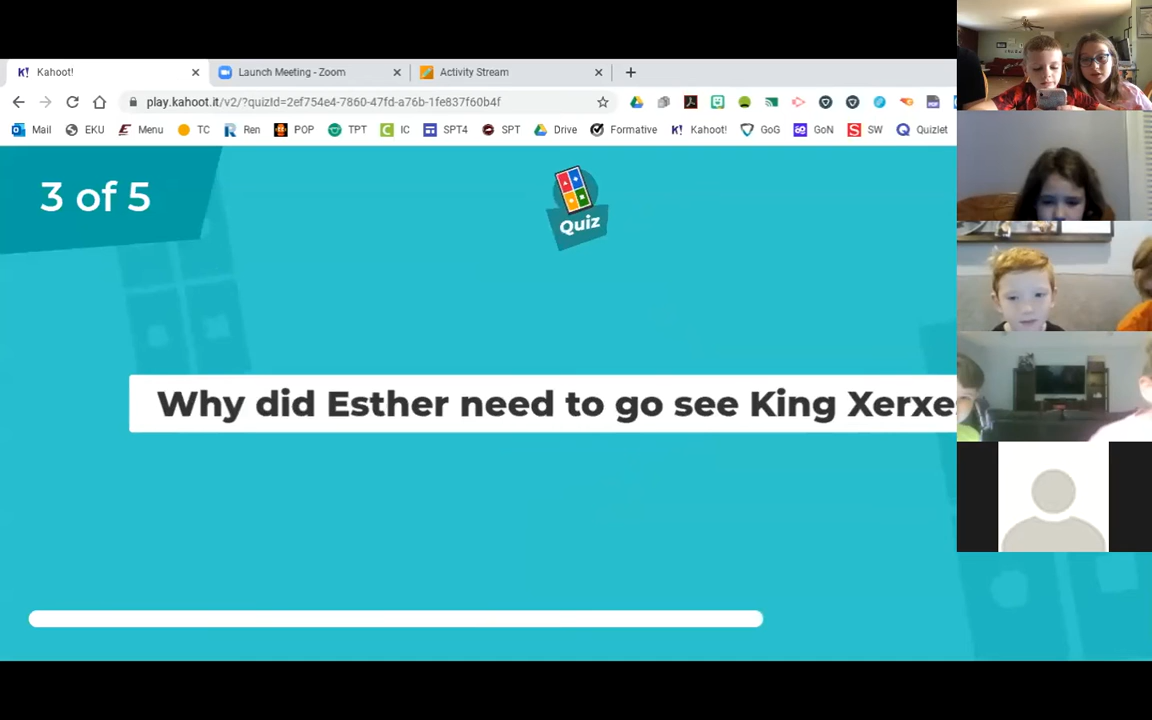 K! Kahoot!
Launch Meeting - Zoom
Activity Stream
play.kahoot.it/v2/?quizId=2ef754e4-7860-47fd-a76b-1fe837f60b4f
Mail EKU Menu TC Ren POP TPT IC SPT4 SPT Drive Formative K! Kahoot! GoG GoN SW Quizlet
3 of 5
Quiz
Why did Esther need to go see King Xerxe